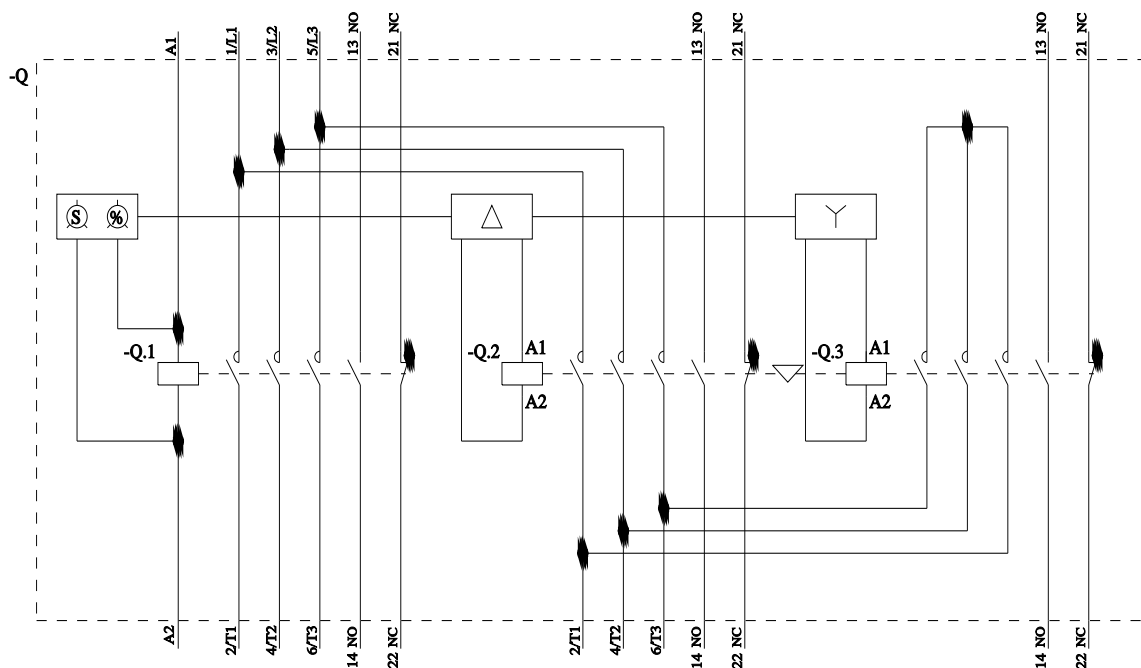 A1
1/L1
3/L2
5/L3
13 NO
21 NC
13 NO
21 NC
13 NO
21 NC
-Q
S
%
-Q.1
-Q.2
A1
A2
-Q.3
A1
A2
A2
2/T1
4/T2
6/T3
14 NO
22 NC
2/T1
4/T2
6/T3
14 NO
22 NC
14 NO
22 NC